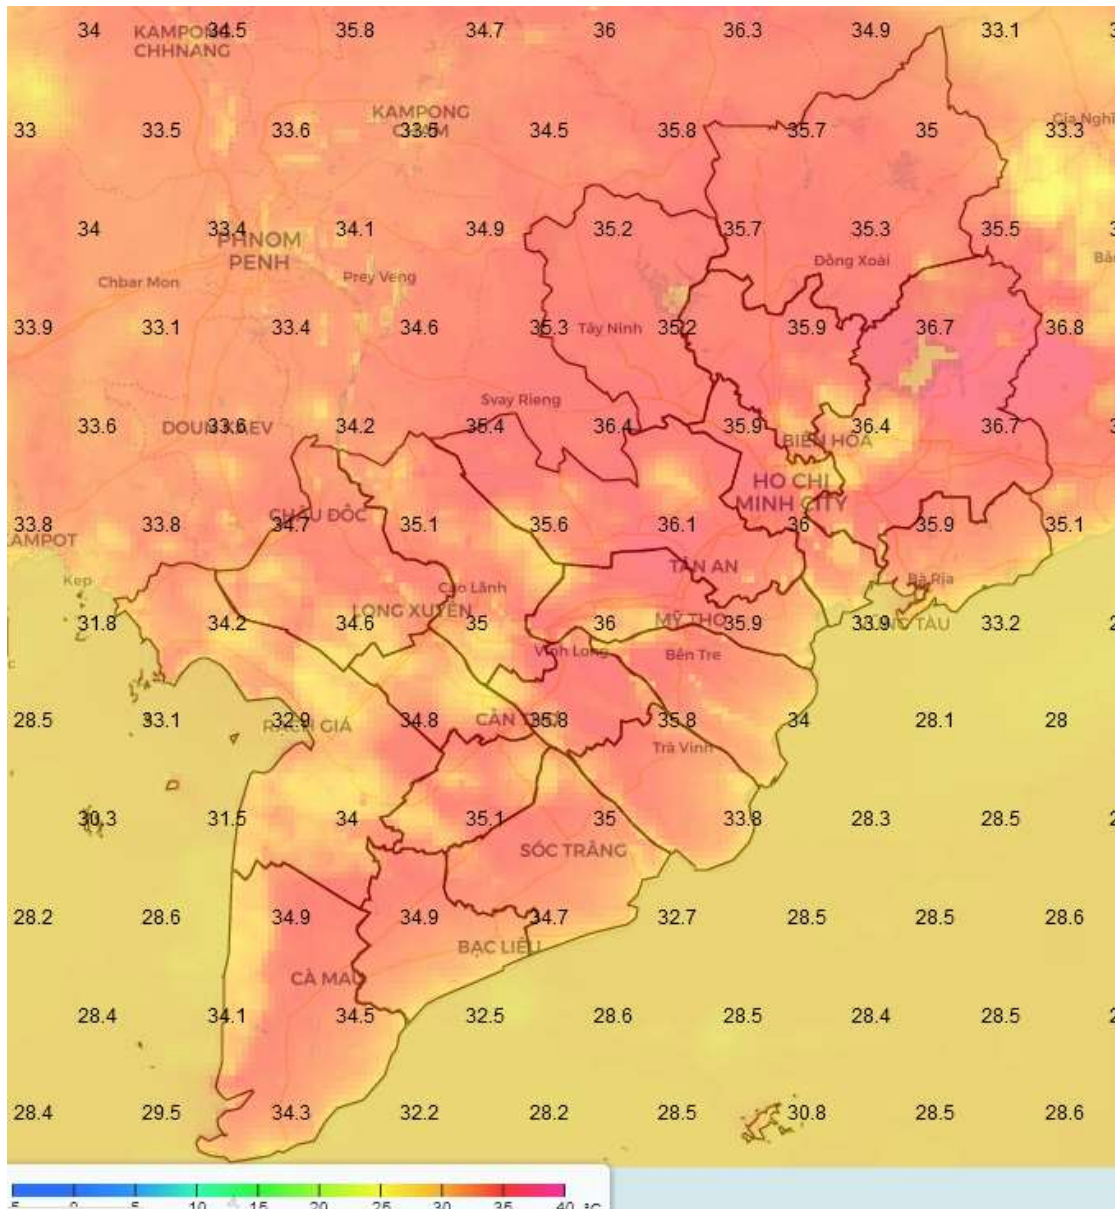 34 34.5 35.8 34.7 36 36.3 34.9 33.1
KAMPONG
CHHNANG
KAMPONG
33 33.5 33.6 33.5 34.5 35.8 35.7 35 33.3
34 33.4 34.1 34.9 35.2 35.7 35.3 35.5
PHNOM
PENH
Đồng Xoài
Chbar Mon Prey Veng
33.9 33.1 33.4 34.6 35.3 Tây Ninh 35.2 35.9 36.7 36.8
Svay Rieng
33.6 33.6 34.2 35.4 36.4 35.9 36.4 36.7
BIÊN HÒA
HO CHI
MINH CITY
CHÂU ĐỐC
33.8 33.8 34.7 35.1 35.6 36.1 36 35.9 35.1
KAMPOT
TÂN AN
Kep Cao Lãnh Bà Rịa
LONG XUYÊN
MỸ THO
31.8 34.2 34.6 35 36 35.9 33.9 33.2
Vĩnh Long Bến Tre
28.5 33.1 32.9 34.8 35.8 35.8 34 28.1 28
RẠCH GIÁ
Trà Vinh
30.3 31.5 34 35.1 35 33.8 28.3 28.5
SÓC TRĂNG
28.2 28.6 34.9 34.9 34.7 32.7 28.5 28.5 28.6
BẠC LIÊU
CÀ MAU
28.4 34.1 34.5 32.5 28.6 28.5 28.4 28.5
28.4 29.5 34.3 32.2 28.2 28.5 30.8 28.5 28.6
0 5 10 15 20 25 30 35 40 °C